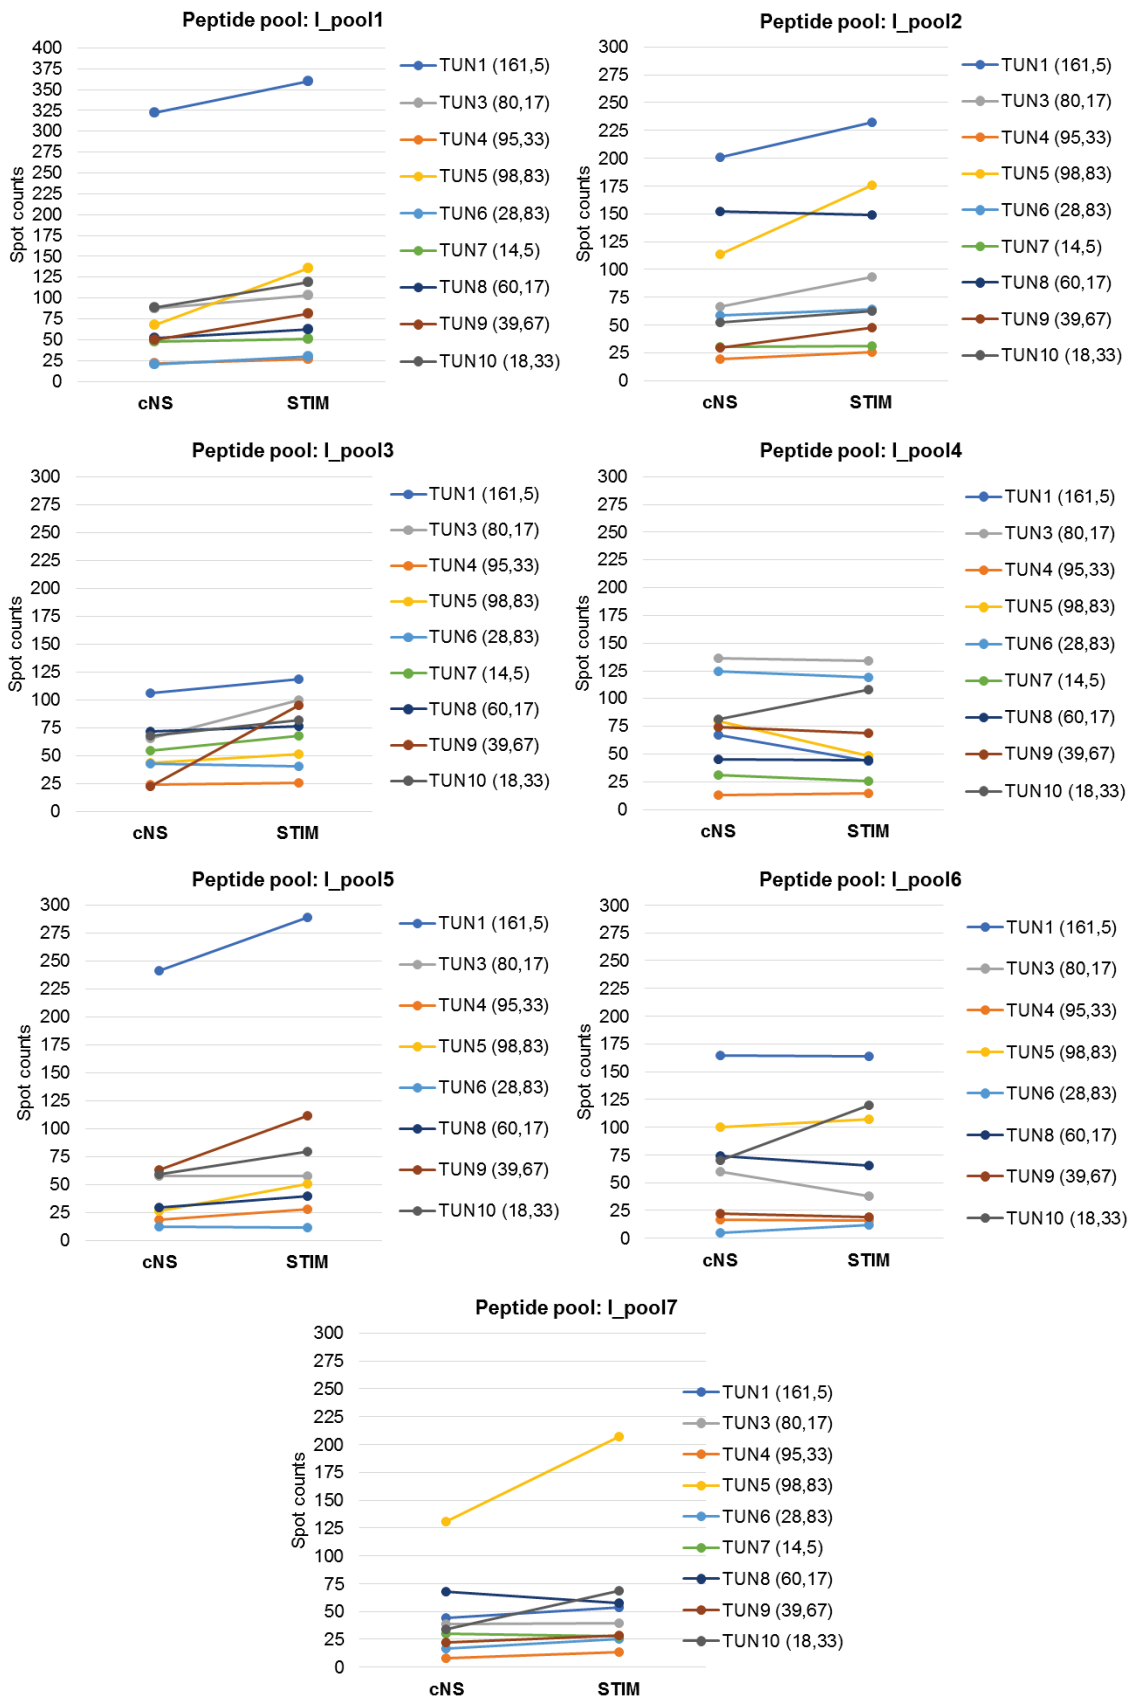 Peptide pool: I_pool1
Spot counts
400
375
350
325
300
275
250
225
200
175
150
125
100
75
50
25
0
cNS
STIM
TUN1 (161,5)
TUN3 (80,17)
TUN4 (95,33)
TUN5 (98,83)
TUN6 (28,83)
TUN7 (14,5)
TUN8 (60,17)
TUN9 (39,67)
TUN10 (18,33)
Peptide pool: I_pool2
Spot counts
300
275
250
225
200
175
150
125
100
75
50
25
0
cNS
STIM
TUN1 (161,5)
TUN3 (80,17)
TUN4 (95,33)
TUN5 (98,83)
TUN6 (28,83)
TUN7 (14,5)
TUN8 (60,17)
TUN9 (39,67)
TUN10 (18,33)
Peptide pool: I_pool3
Spot counts
300
275
250
225
200
175
150
125
100
75
50
25
0
cNS
STIM
TUN1 (161,5)
TUN3 (80,17)
TUN4 (95,33)
TUN5 (98,83)
TUN6 (28,83)
TUN7 (14,5)
TUN8 (60,17)
TUN9 (39,67)
TUN10 (18,33)
Peptide pool: I_pool4
Spot counts
300
275
250
225
200
175
150
125
100
75
50
25
0
cNS
STIM
TUN1 (161,5)
TUN3 (80,17)
TUN4 (95,33)
TUN5 (98,83)
TUN6 (28,83)
TUN7 (14,5)
TUN8 (60,17)
TUN9 (39,67)
TUN10 (18,33)
Peptide pool: I_pool5
Spot counts
300
275
250
225
200
175
150
125
100
75
50
25
0
cNS
STIM
TUN1 (161,5)
TUN3 (80,17)
TUN4 (95,33)
TUN5 (98,83)
TUN6 (28,83)
TUN8 (60,17)
TUN9 (39,67)
TUN10 (18,33)
Peptide pool: I_pool6
Spot counts
300
275
250
225
200
175
150
125
100
75
50
25
0
cNS
STIM
TUN1 (161,5)
TUN3 (80,17)
TUN4 (95,33)
TUN5 (98,83)
TUN6 (28,83)
TUN8 (60,17)
TUN9 (39,67)
TUN10 (18,33)
Peptide pool: I_pool7
Spot counts
300
275
250
225
200
175
150
125
100
75
50
25
0
cNS
STIM
TUN1 (161,5)
TUN3 (80,17)
TUN4 (95,33)
TUN5 (98,83)
TUN6 (28,83)
TUN7 (14,5)
TUN8 (60,17)
TUN9 (39,67)
TUN10 (18,33)